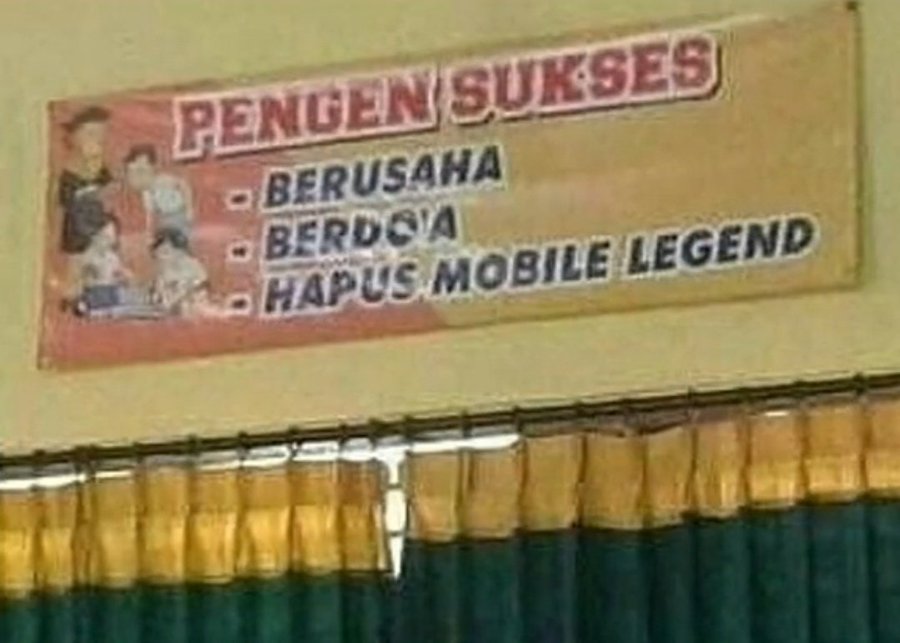 PENGEN SUKSES
- BERUSAHA
- BERDO'A
- HAPUS MOBILE LEGEND